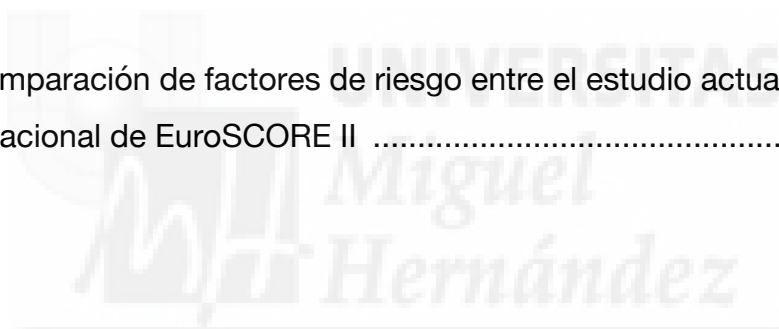 UNIVERSITAS
mparación de factores de riesgo entre el estudio actua
acional de EuroSCORE II ............................................
Miguel
Hernández